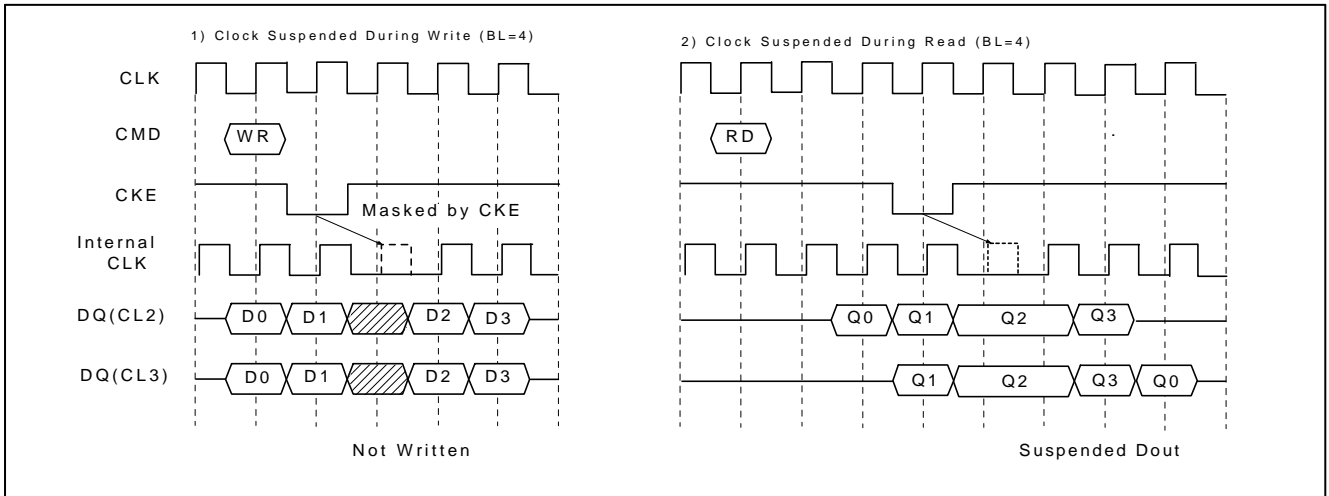 1) Clock Suspended During Write (BL=4)
2) Clock Suspended During Read (BL=4)
CLK
CMD
WR
RD
CKE
Masked by CKE
Internal
CLK
DQ(CL2)
D0 D1 D2 D3
Q0 Q1 Q2 Q3
DQ(CL3)
D0 D1 D2 D3
Q1 Q2 Q3 Q0
Not Written
Suspended Dout